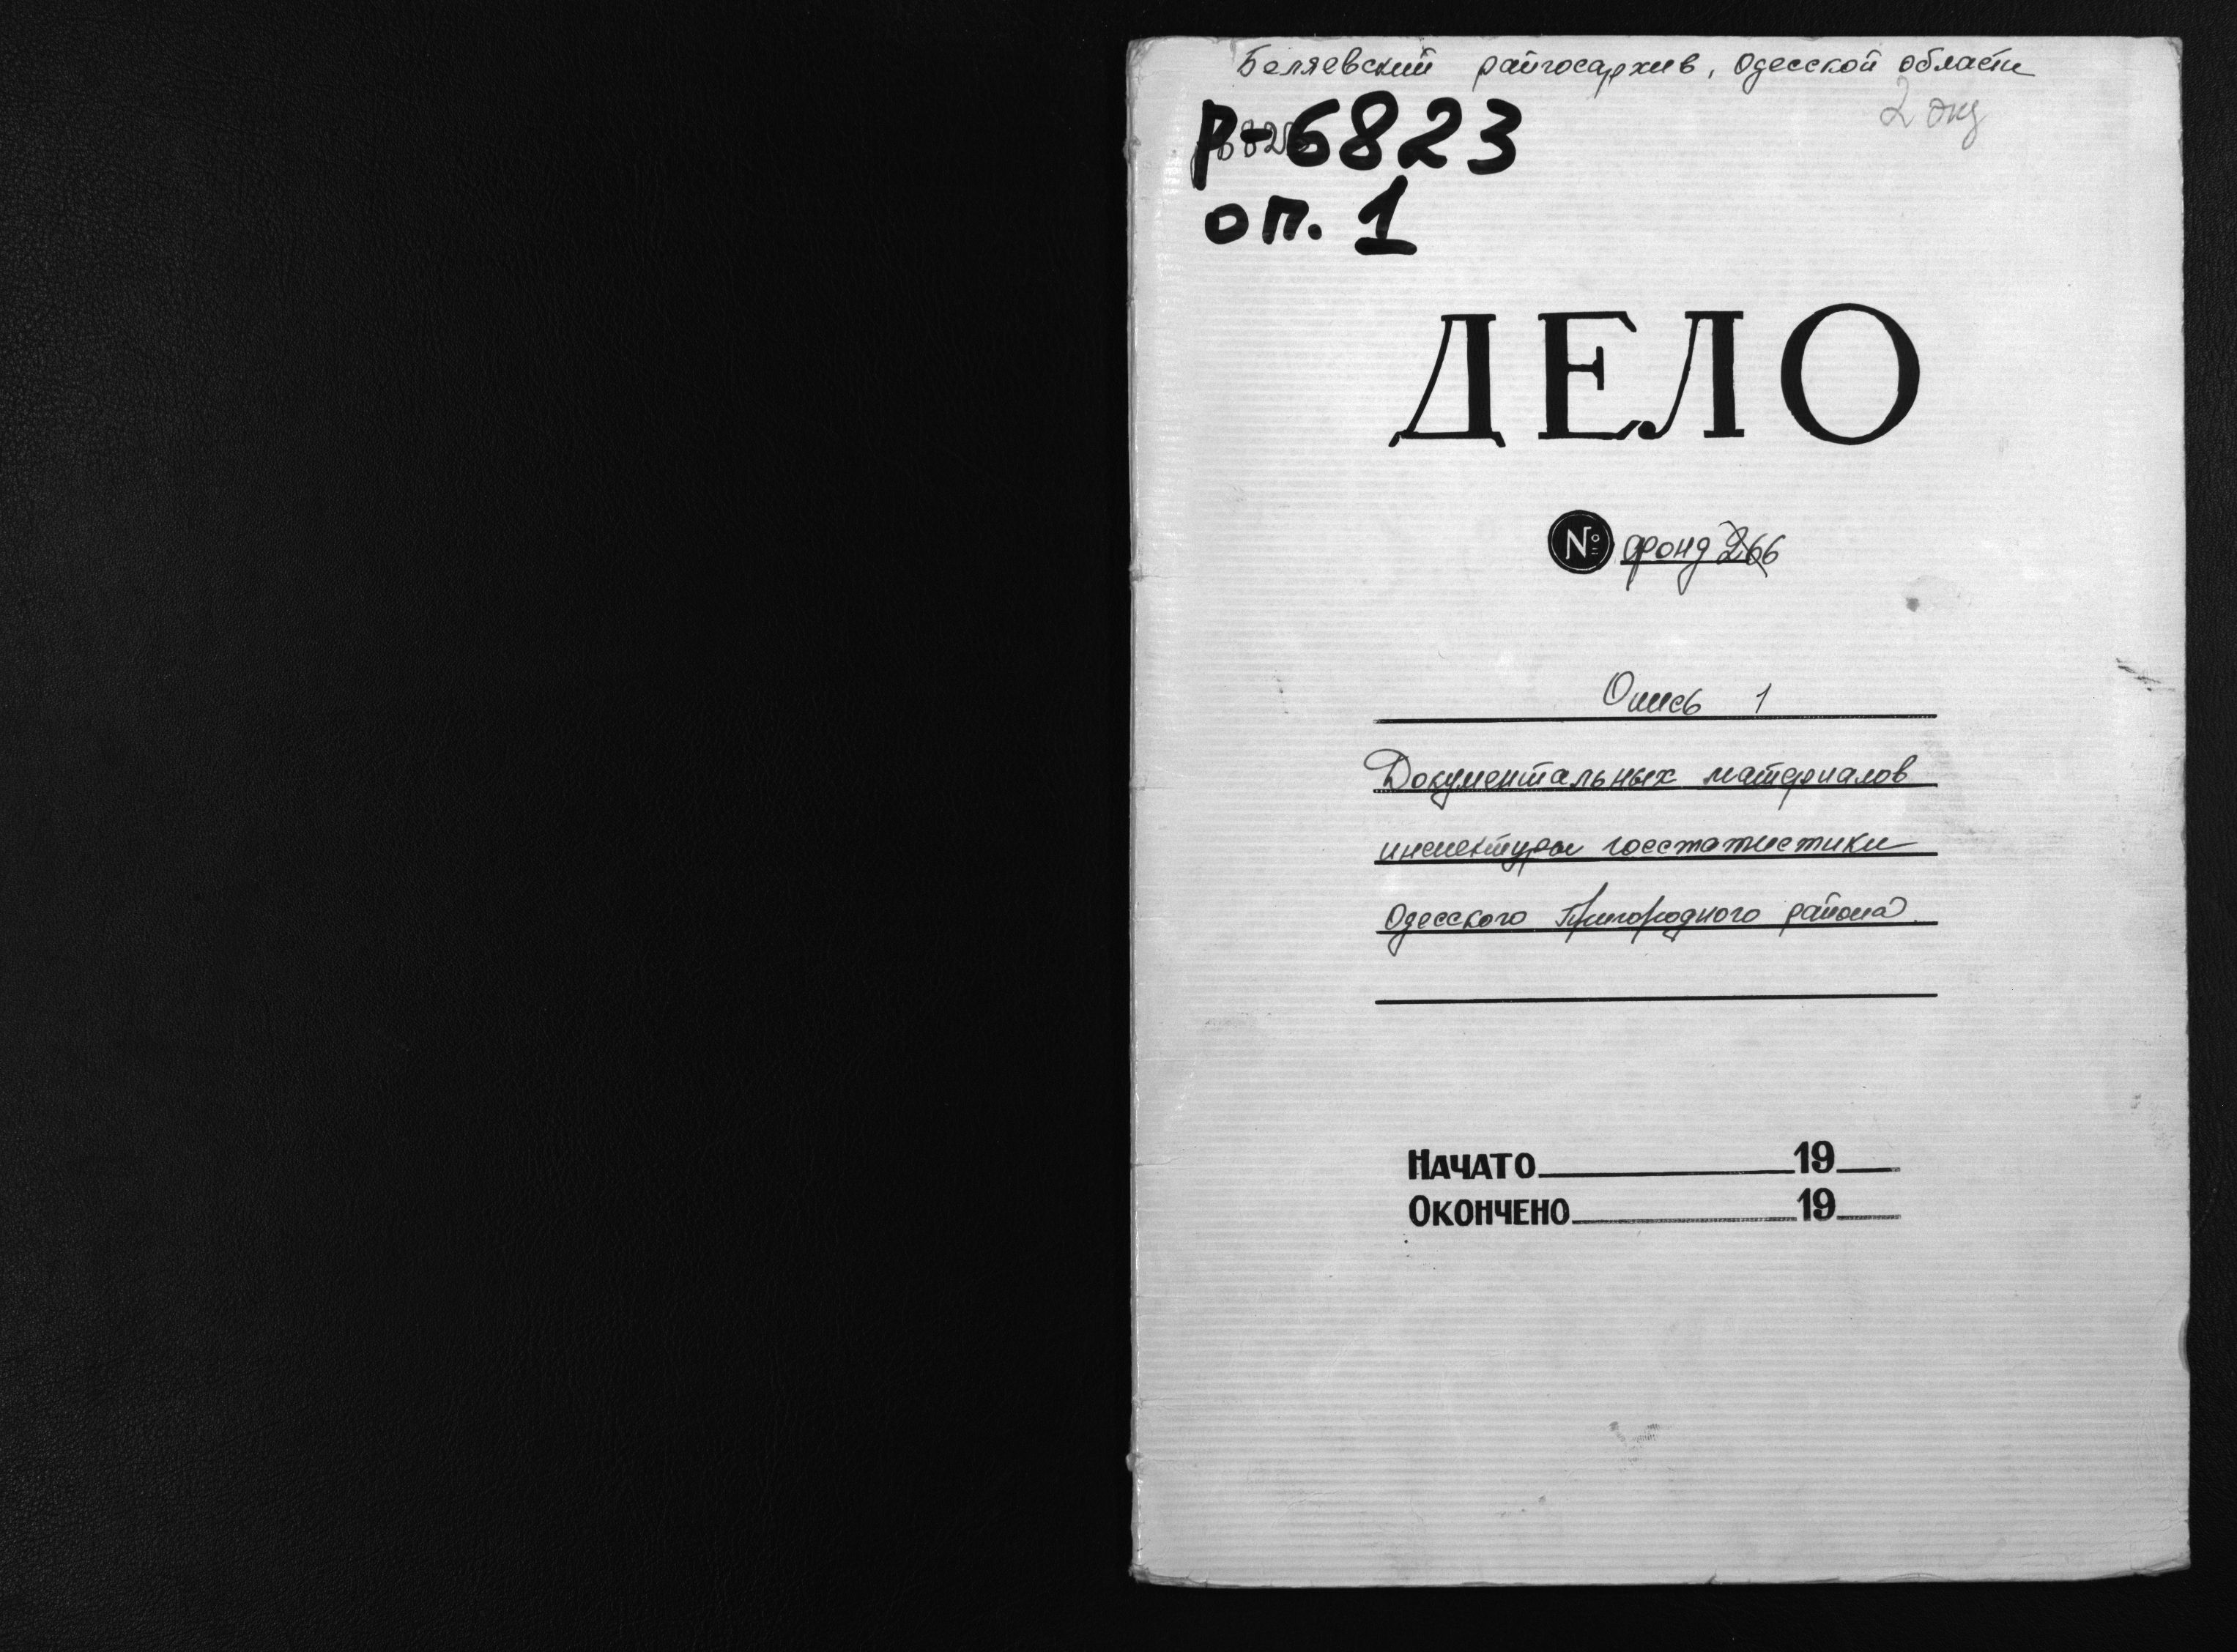 Беляевский райгосархив, Одесской области
2 экз
Р-6823
оп. 1
ДЕЛО
№ фонд 266
Опись 1
Документальных материалов
инспектуры госстатистики
Одесского Пригородного района
НАЧАТО 19
ОКОНЧЕНО 19